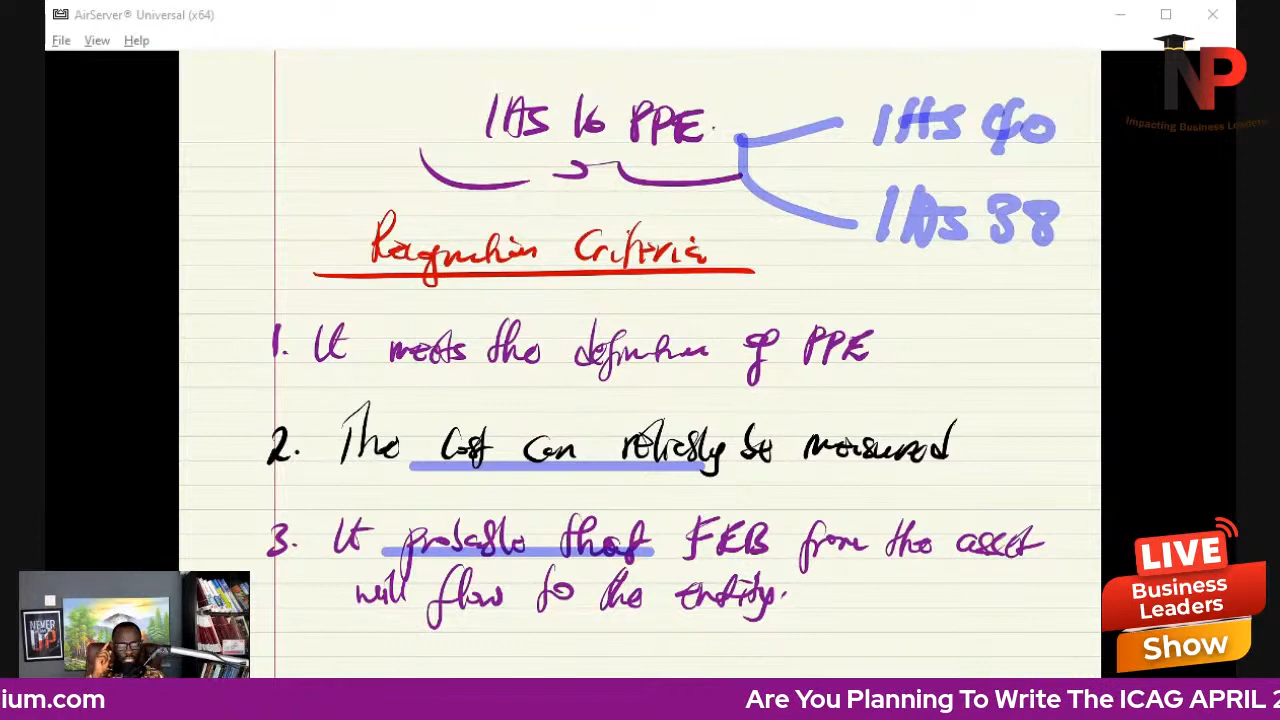 AirServer® Universal (x64)
File View Help
NP
Impacting Business Leaders
IAS 16 PPE.
IAS 40
IAS 38
Recognition Criteria
1. It meets the definition of PPE
2. The Cost can reliably be measured
3. It probable that FEB from the asset
will flow to the entity.
NEVER
UP
LIVE
Business
Leaders
Show
ium.com
Are You Planning To Write The ICAG APRIL 2